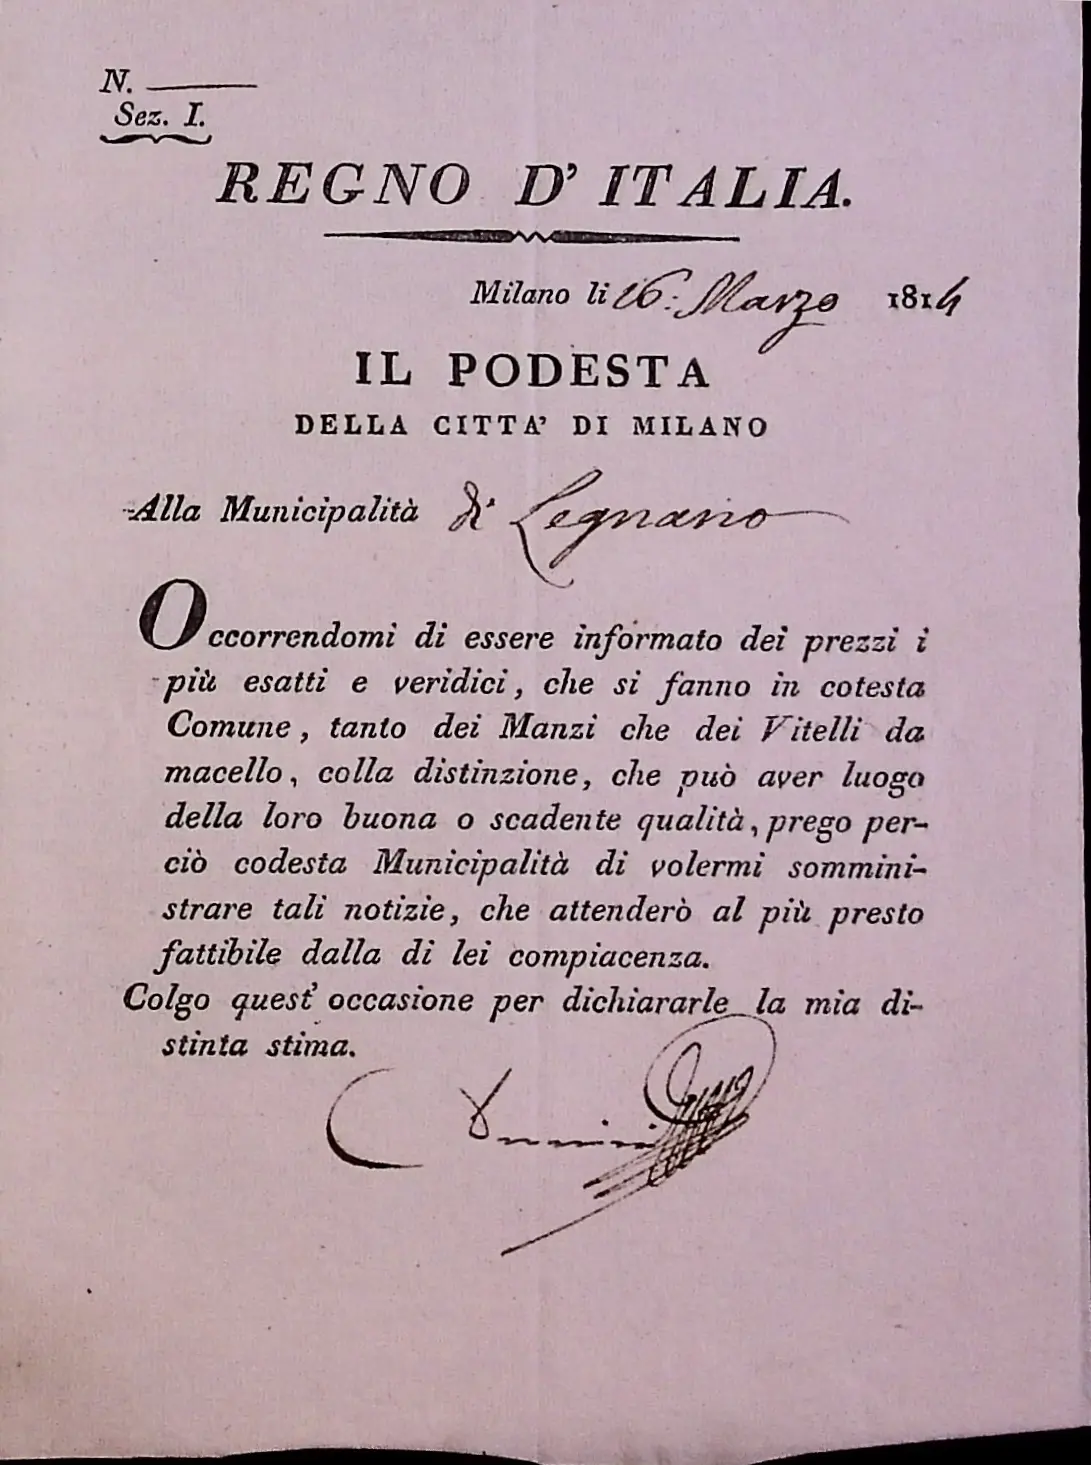 N.
Sez. I.
REGNO D' ITALIA.
Milano li 16. Marzo 1814
IL PODESTA
DELLA CITTA' DI MILANO
Alla Municipalità di Legnano
Occorrendomi di essere informato dei prezzi i
più esatti e veridici, che si fanno in cotesta
Comune, tanto dei Manzi che dei Vitelli da
macello, colla distinzione, che può aver luogo
della loro buona o scadente qualità, prego per-
ciò codesta Municipalità di volermi sommini-
strare tali notizie, che attenderò al più presto
fattibile dalla di lei compiacenza.
Colgo quest' occasione per dichiararle la mia di-
stinta stima.